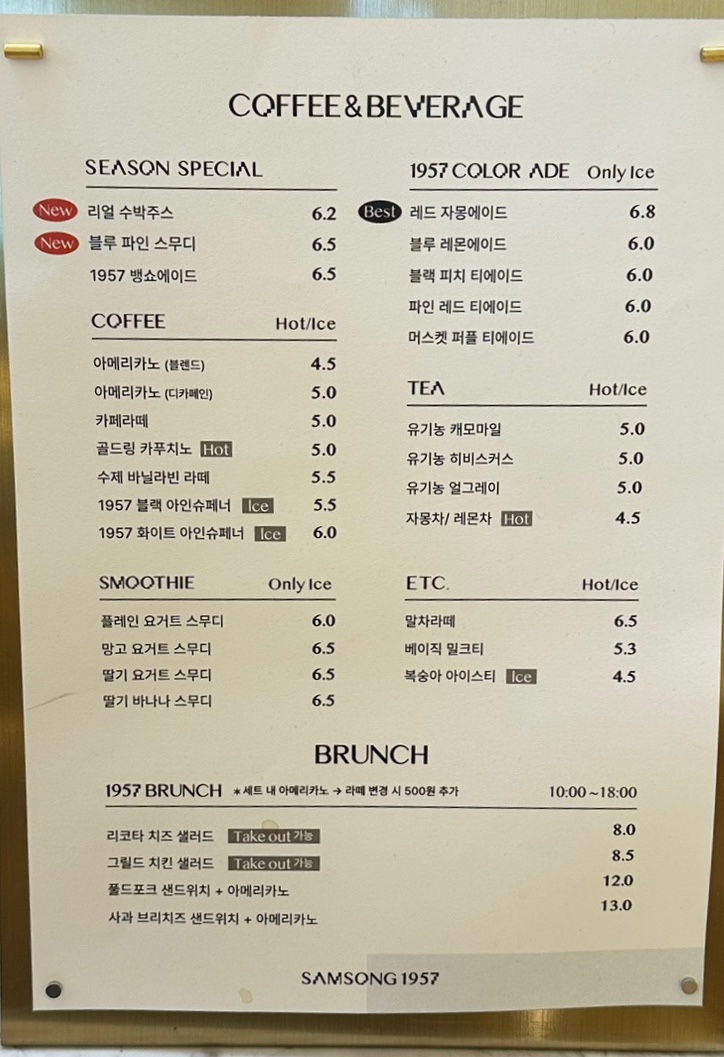 COFFEE&BEVERAGE
SEASON SPECIAL
New 리얼 수박주스 6.2
New 블루 파인 스무디 6.5
1957 뱅쇼에이드 6.5
COFFEE Hot/Ice
아메리카노 (블렌드) 4.5
아메리카노 (디카페인) 5.0
카페라떼 5.0
골드링 카푸치노 Hot 5.0
수제 바닐라빈 라떼 5.5
1957 블랙 아인슈페너 Ice 5.5
1957 화이트 아인슈페너 Ice 6.0
SMOOTHIE Only Ice
플레인 요거트 스무디 6.0
망고 요거트 스무디 6.5
딸기 요거트 스무디 6.5
딸기 바나나 스무디 6.5
1957 COLOR ADE Only Ice
Best 레드 자몽에이드 6.8
블루 레몬에이드 6.0
블랙 피치 티에이드 6.0
파인 레드 티에이드 6.0
머스켓 퍼플 티에이드 6.0
TEA Hot/Ice
유기농 캐모마일 5.0
유기농 히비스커스 5.0
유기농 얼그레이 5.0
자몽차/ 레몬차 Hot 4.5
ETC. Hot/Ice
말차라떼 6.5
베이직 밀크티 5.3
복숭아 아이스티 Ice 4.5
BRUNCH
1957 BRUNCH *세트 내 아메리카노 → 라떼 변경 시 500원 추가 10:00~18:00
리코타 치즈 샐러드 Take out 가능 8.0
그릴드 치킨 샐러드 Take out 가능 8.5
풀드포크 샌드위치 + 아메리카노 12.0
사과 브리치즈 샌드위치 + 아메리카노 13.0
SAMSONG 1957